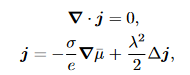 ∇ · j = 0,
j = −σ/e ∇μ̄ + λ²/2 Δj,